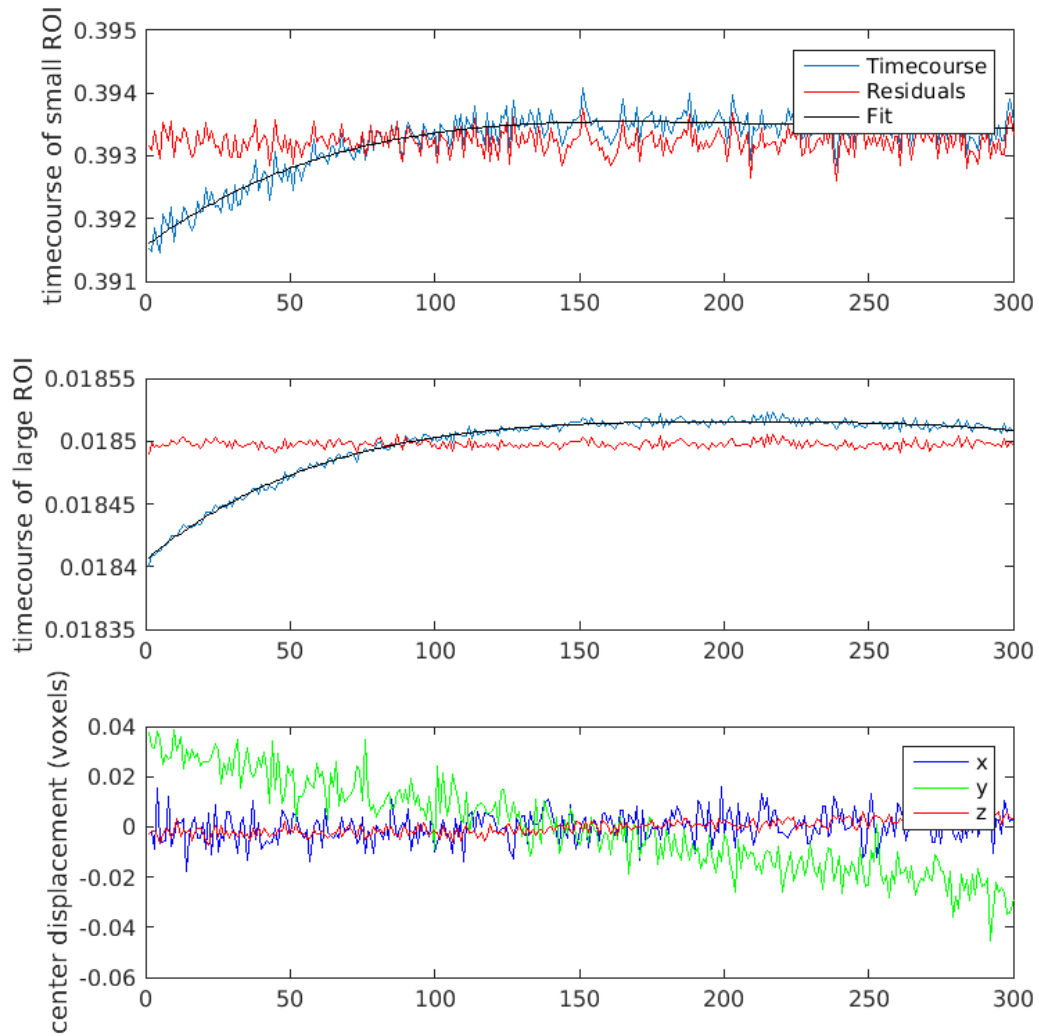 timecourse of small ROI
0.395
0.394
0.393
0.392
0.391
Timecourse
Residuals
Fit
0 50 100 150 200 250 300
timecourse of large ROI
0.01855
0.0185
0.01845
0.0184
0.01835
0 50 100 150 200 250 300
center displacement (voxels)
0.04
0.02
0
-0.02
-0.04
-0.06
x
y
z
0 50 100 150 200 250 300